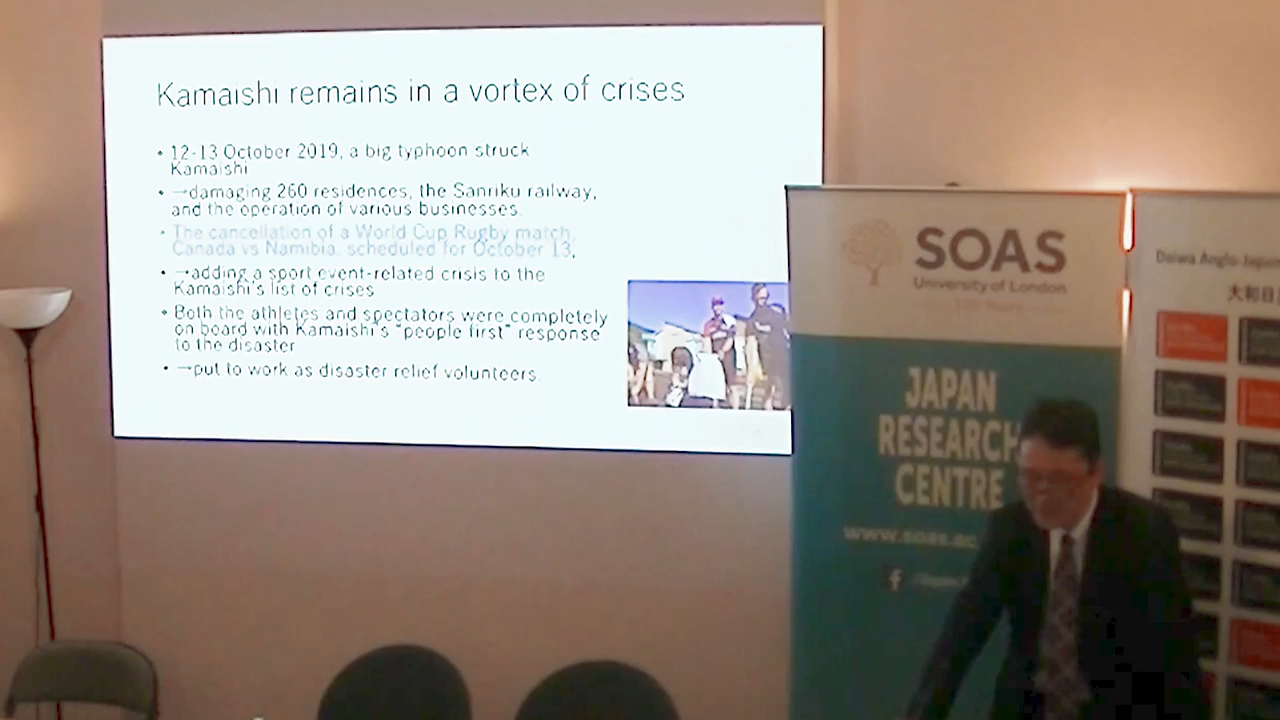 Kamaishi remains in a vortex of crises
• 12-13 October 2019, a big typhoon struck
Kamaishi
• →damaging 260 residences, the Sanriku railway,
and the operation of various businesses.
• The cancellation of a World Cup Rugby match,
Canada vs Namibia, scheduled for October 13,
• →adding a sport event-related crisis to the
Kamaishi's list of crises
• Both the athletes and spectators were completely
on board with Kamaishi's "people first" response
to the disaster
• →put to work as disaster relief volunteers.
SOAS
University of London
JAPAN
RESEARCH
CENTRE
www.soas.ac
f
Daiwa Anglo-Japan
大和日